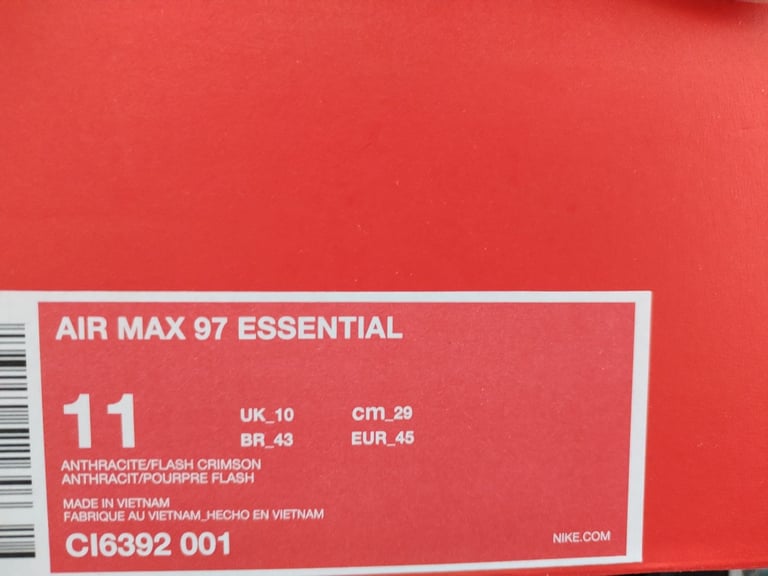 AIR MAX 97 ESSENTIAL
11
UK_10 cm_29
BR_43 EUR_45
ANTHRACITE/FLASH CRIMSON
ANTHRACIT/POURPRE FLASH
MADE IN VIETNAM
FABRIQUE AU VIETNAM_HECHO EN VIETNAM
CI6392 001
NIKE.COM